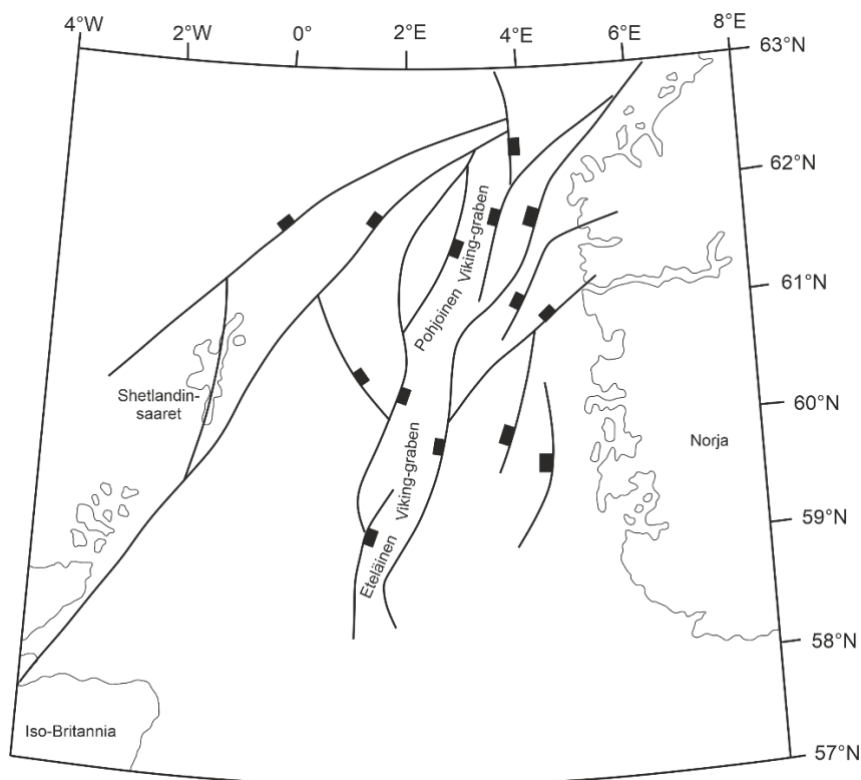 4°W
2°W
0°
2°E
4°E
6°E
8°E
63°N
62°N
61°N
60°N
59°N
58°N
57°N
Pohjoinen Viking-graben
Shetlandin-
saaret
Norja
Eteläinen Viking-graben
Iso-Britannia